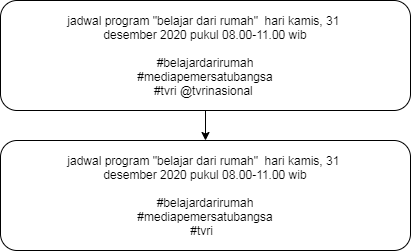 jadwal program "belajar dari rumah"  hari kamis, 31
desember 2020 pukul 08.00-11.00 wib
#belajardarirumah
#mediapemersatubangsa
#tvri @tvrinasional
jadwal program "belajar dari rumah"  hari kamis, 31
desember 2020 pukul 08.00-11.00 wib
#belajardarirumah
#mediapemersatubangsa
#tvri